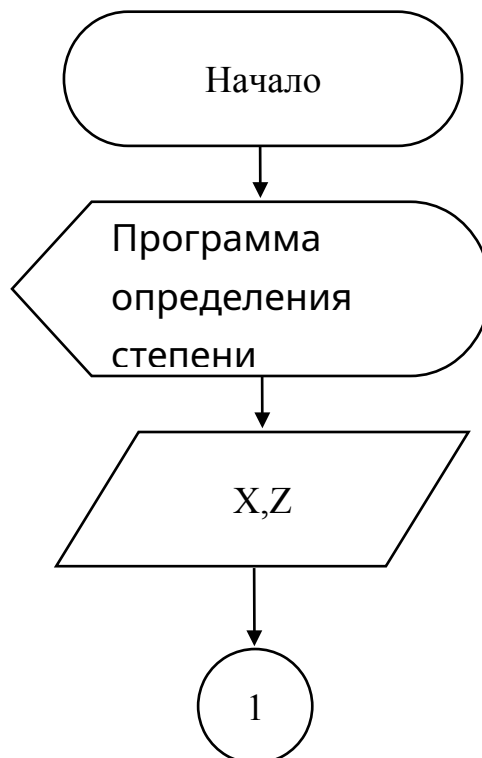 Начало
Программа
определения
степени
X,Z
1